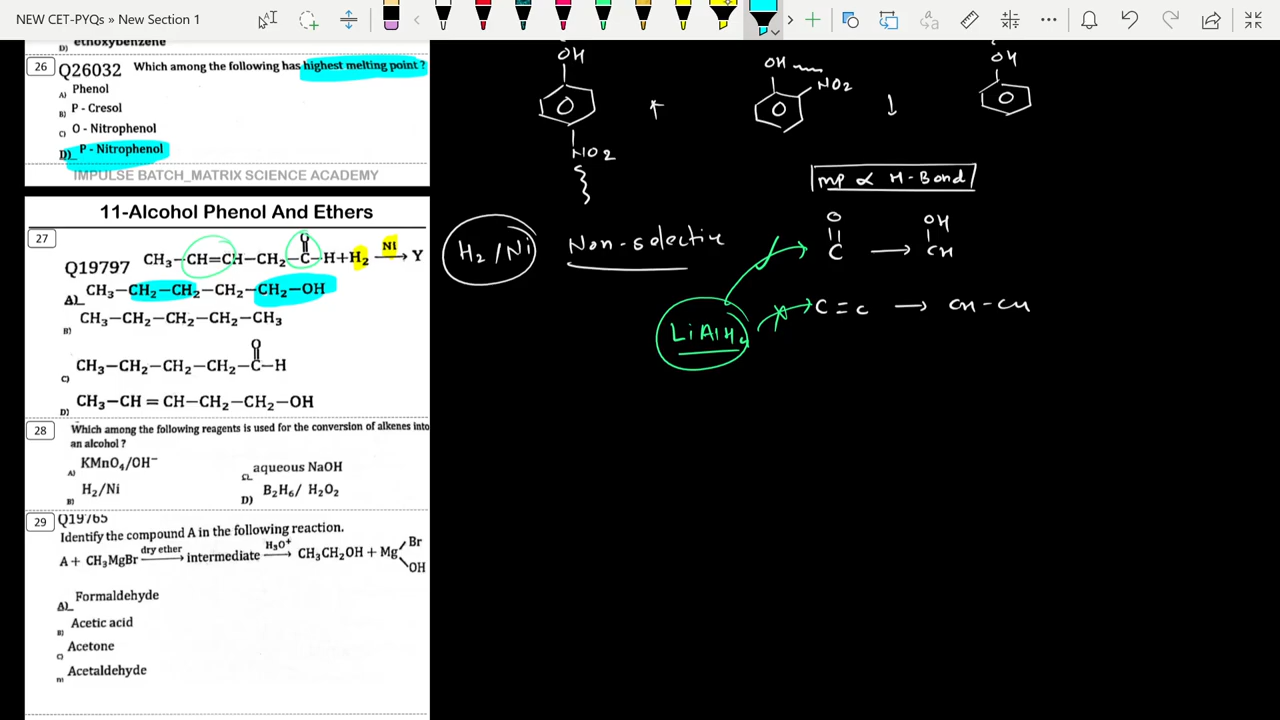 NEW CET-PYQs » New Section 1
D) ethoxybenzene
26
Q26032 Which among the following has highest melting point ?
A) Phenol
B) P - Cresol
C) O - Nitrophenol
D) P - Nitrophenol
IMPULSE BATCH_MATRIX SCIENCE ACADEMY
11-Alcohol Phenol And Ethers
27
Q19797
CH₃−CH=CH−CH₂−C−H+H₂ Ni → Y
O
A) CH₃−CH₂−CH₂−CH₂−CH₂−OH
B) CH₃−CH₂−CH₂−CH₂−CH₃
O
C) CH₃−CH₂−CH₂−CH₂−C−H
D) CH₃−CH = CH−CH₂−CH₂−OH
28
Which among the following reagents is used for the conversion of alkenes into
an alcohol ?
A) KMnO₄/OH⁻
C) aqueous NaOH
B) H₂/Ni
D) B₂H₆/ H₂O₂
29
Q19765
Identify the compound A in the following reaction.
A + CH₃MgBr dry ether → intermediate H₃O⁺ → CH₃CH₂OH + Mg Br OH
A) Formaldehyde
B) Acetic acid
C) Acetone
Acetaldehyde
OH
NO2
OH
NO2
OH
mp ∝ H-Bond
H₂/Ni
Non-selective
O
C → CH
OH
LiAlH₄
C = C → CH-CH